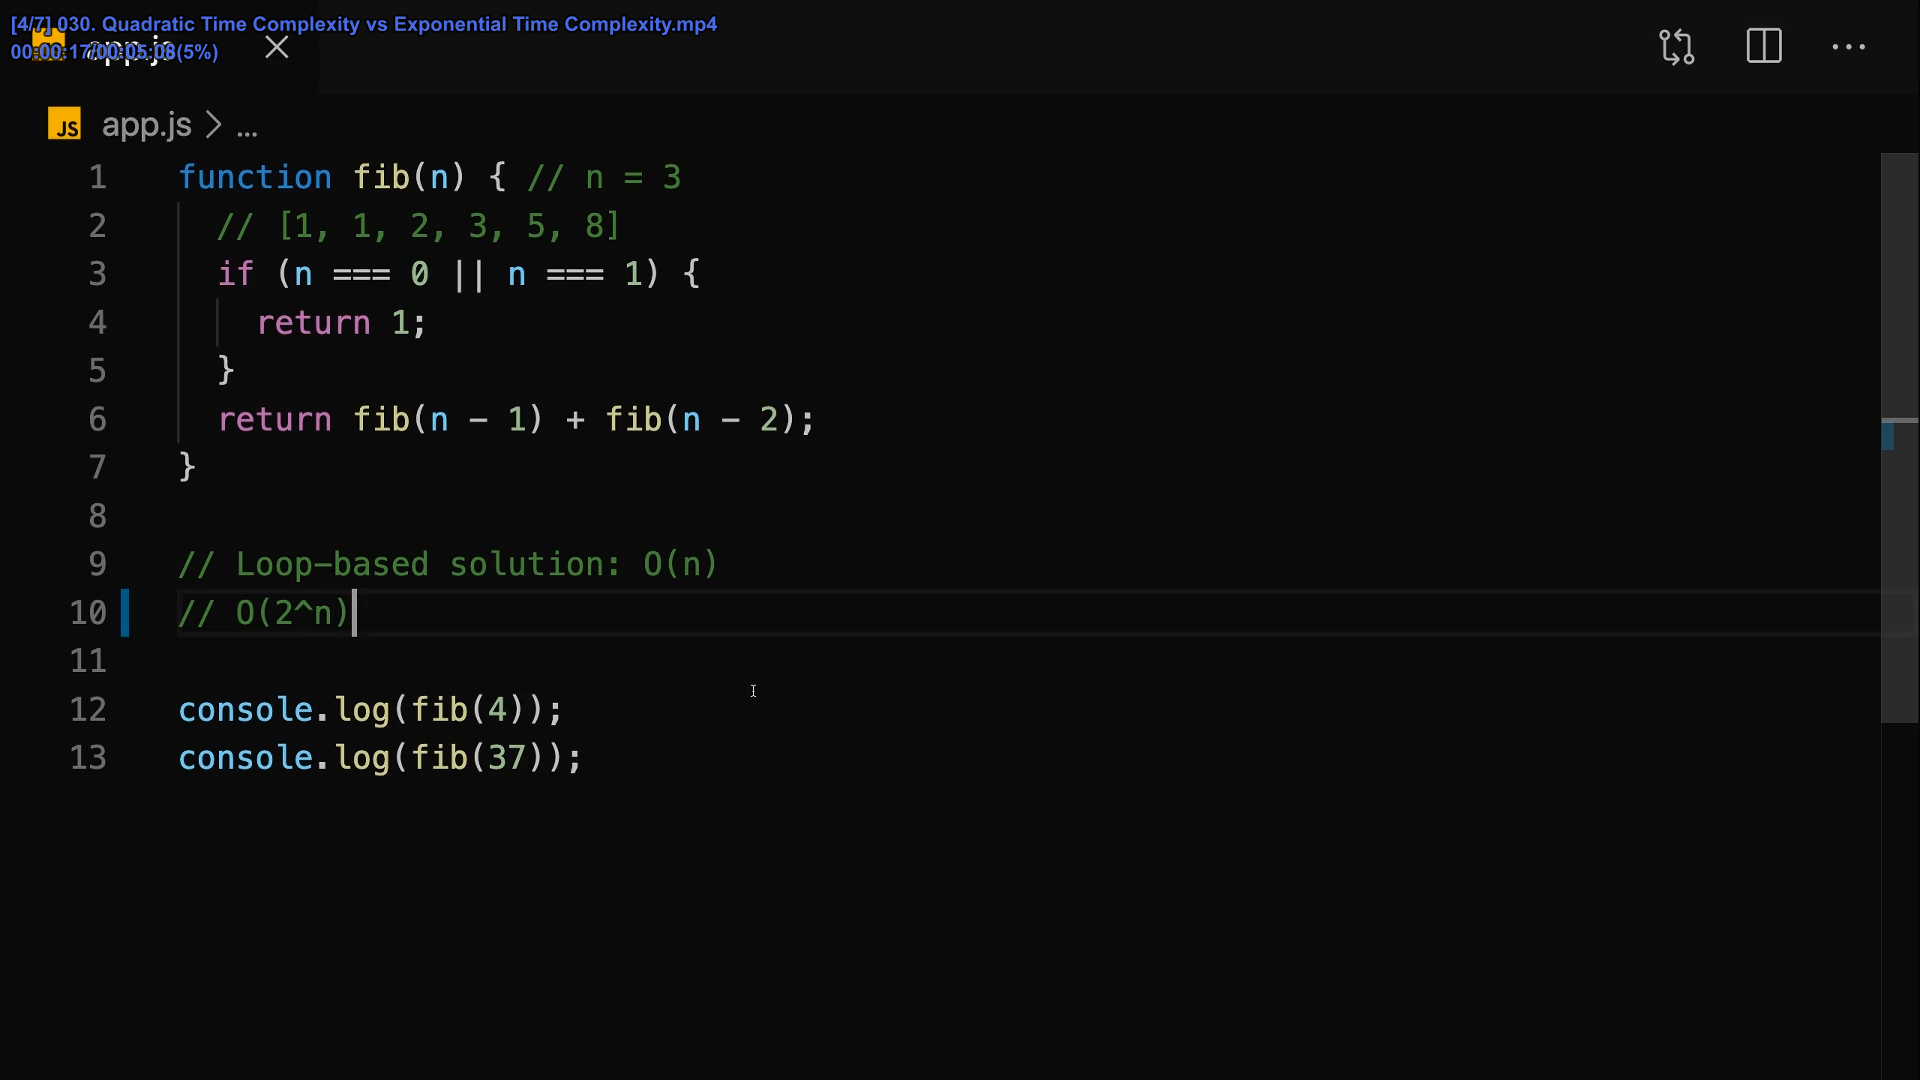 [4/7] 030. Quadratic Time Complexity vs Exponential Time Complexity.mp4
00:00:17/00:05:08(5%)
app.js
JS app.js > ...
1 function fib(n) { // n = 3
2 // [1, 1, 2, 3, 5, 8]
3 if (n === 0 || n === 1) {
4 return 1;
5 }
6 return fib(n - 1) + fib(n - 2);
7 }
8
9 // Loop-based solution: O(n)
10 // O(2^n)
11
12 console.log(fib(4));
13 console.log(fib(37));